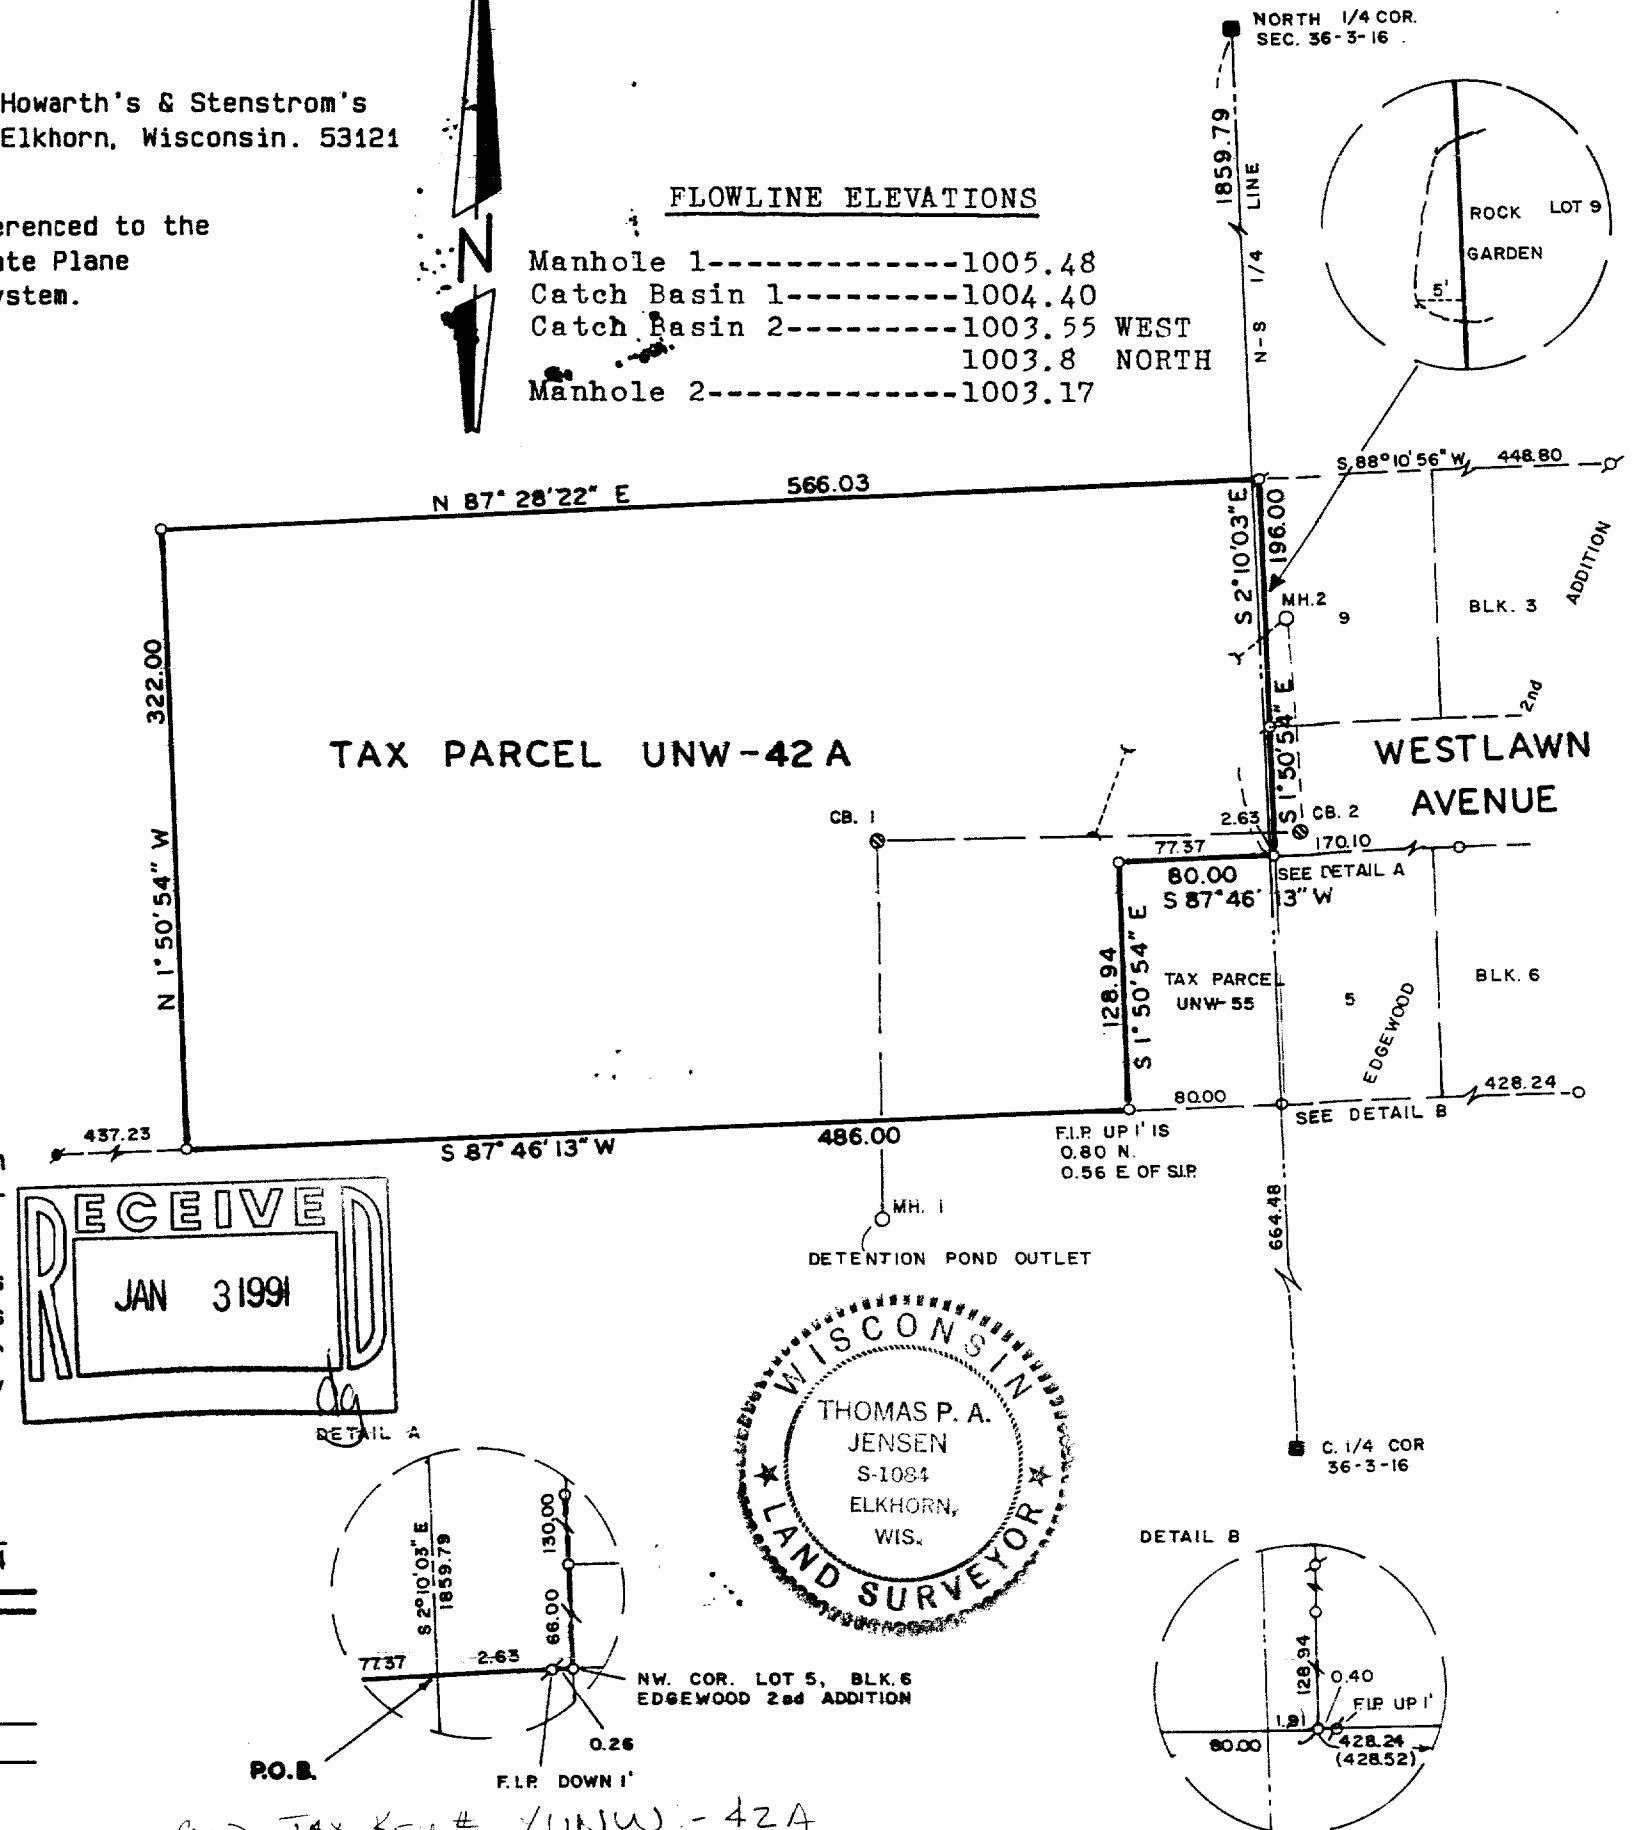 Howarth's & Stenstrom's
Elkhorn, Wisconsin. 53121
erenced to the
te Plane
ystem.
N
FLOWLINE ELEVATIONS
Manhole 1--------------1005.48
Catch Basin 1----------1004.40
Catch Basin 2----------1003.55 WEST
1003.8 NORTH
Manhole 2--------------1003.17
NORTH 1/4 COR.
SEC. 36-3-16
1859.79
N-S 1/4 LINE
ROCK
GARDEN
LOT 9
5'
S 88°10'56" W 448.80
N 87° 28'22" E 566.03
S 2°10'03" E
196.00
MH. 2
9
BLK. 3
2nd ADDITION
322.00
N 1° 50'54" W
TAX PARCEL UNW-42 A
S 1° 50'54" E
WESTLAWN
AVENUE
CB. 1
2.63
CB. 2
77.37
170.10
80.00
SEE DETAIL A
S 87°46'13" W
128.94
S 1° 50'54" E
TAX PARCEL
UNW-55
5
EDGEWOOD
BLK. 6
80.00
428.24
SEE DETAIL B
437.23
S 87°46'13" W 486.00
F.I.P. UP 1' IS
0.80 N.
0.56 E OF S.I.P.
664.48
MH. 1
DETENTION POND OUTLET
RECEIVED
JAN 3 1991
da
WISCONSIN
THOMAS P. A.
JENSEN
S-1084
ELKHORN,
WIS.
LAND SURVEYOR
C. 1/4 COR
36-3-16
DETAIL A
S 2°10'03" E
1859.79
130.00
66.00
77.37
2.63
NW. COR. LOT 5, BLK. 6
EDGEWOOD 2nd ADDITION
0.26
P.O.B.
F.I.P. DOWN 1'
DETAIL B
128.94
0.40
F.I.P. UP 1'
1.91
80.00
428.24
(428.52)
TAX KEY # YUNW-42A